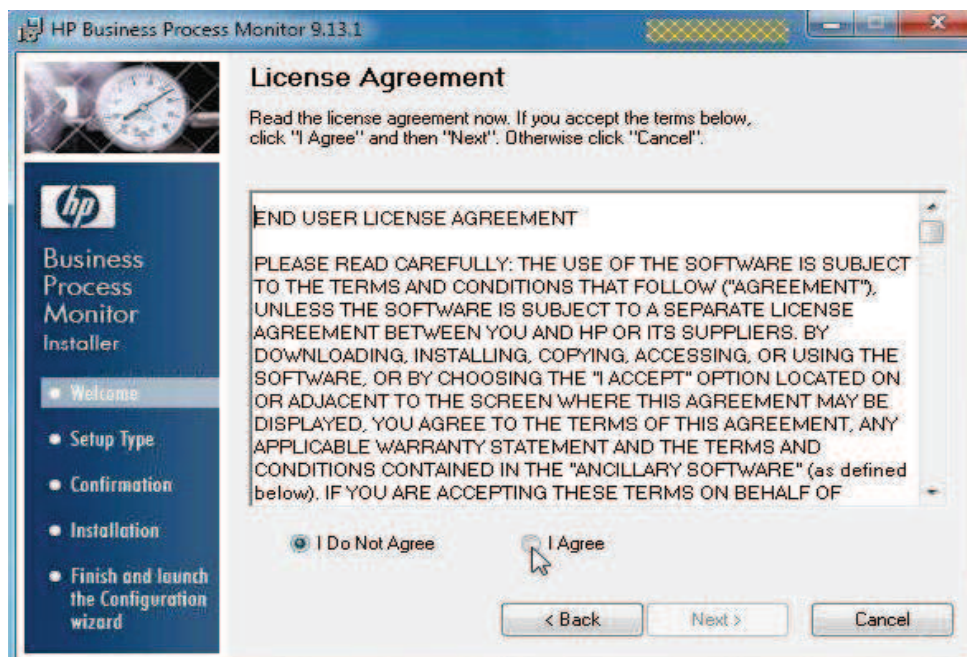 HP Business Process Monitor 9.13.1
License Agreement
Read the license agreement now. If you accept the terms below,
click "I Agree" and then "Next". Otherwise click "Cancel".
hp
Business
Process
Monitor
Installer
Welcome
Setup Type
Confirmation
Installation
Finish and launch
the Configuration
wizard
END USER LICENSE AGREEMENT
PLEASE READ CAREFULLY: THE USE OF THE SOFTWARE IS SUBJECT
TO THE TERMS AND CONDITIONS THAT FOLLOW ("AGREEMENT"),
UNLESS THE SOFTWARE IS SUBJECT TO A SEPARATE LICENSE
AGREEMENT BETWEEN YOU AND HP OR ITS SUPPLIERS. BY
DOWNLOADING, INSTALLING, COPYING, ACCESSING, OR USING THE
SOFTWARE, OR BY CHOOSING THE "I ACCEPT" OPTION LOCATED ON
OR ADJACENT TO THE SCREEN WHERE THIS AGREEMENT MAY BE
DISPLAYED, YOU AGREE TO THE TERMS OF THIS AGREEMENT, ANY
APPLICABLE WARRANTY STATEMENT AND THE TERMS AND
CONDITIONS CONTAINED IN THE "ANCILLARY SOFTWARE" (as defined
below). IF YOU ARE ACCEPTING THESE TERMS ON BEHALF OF
I Do Not Agree
I Agree
< Back
Next >
Cancel